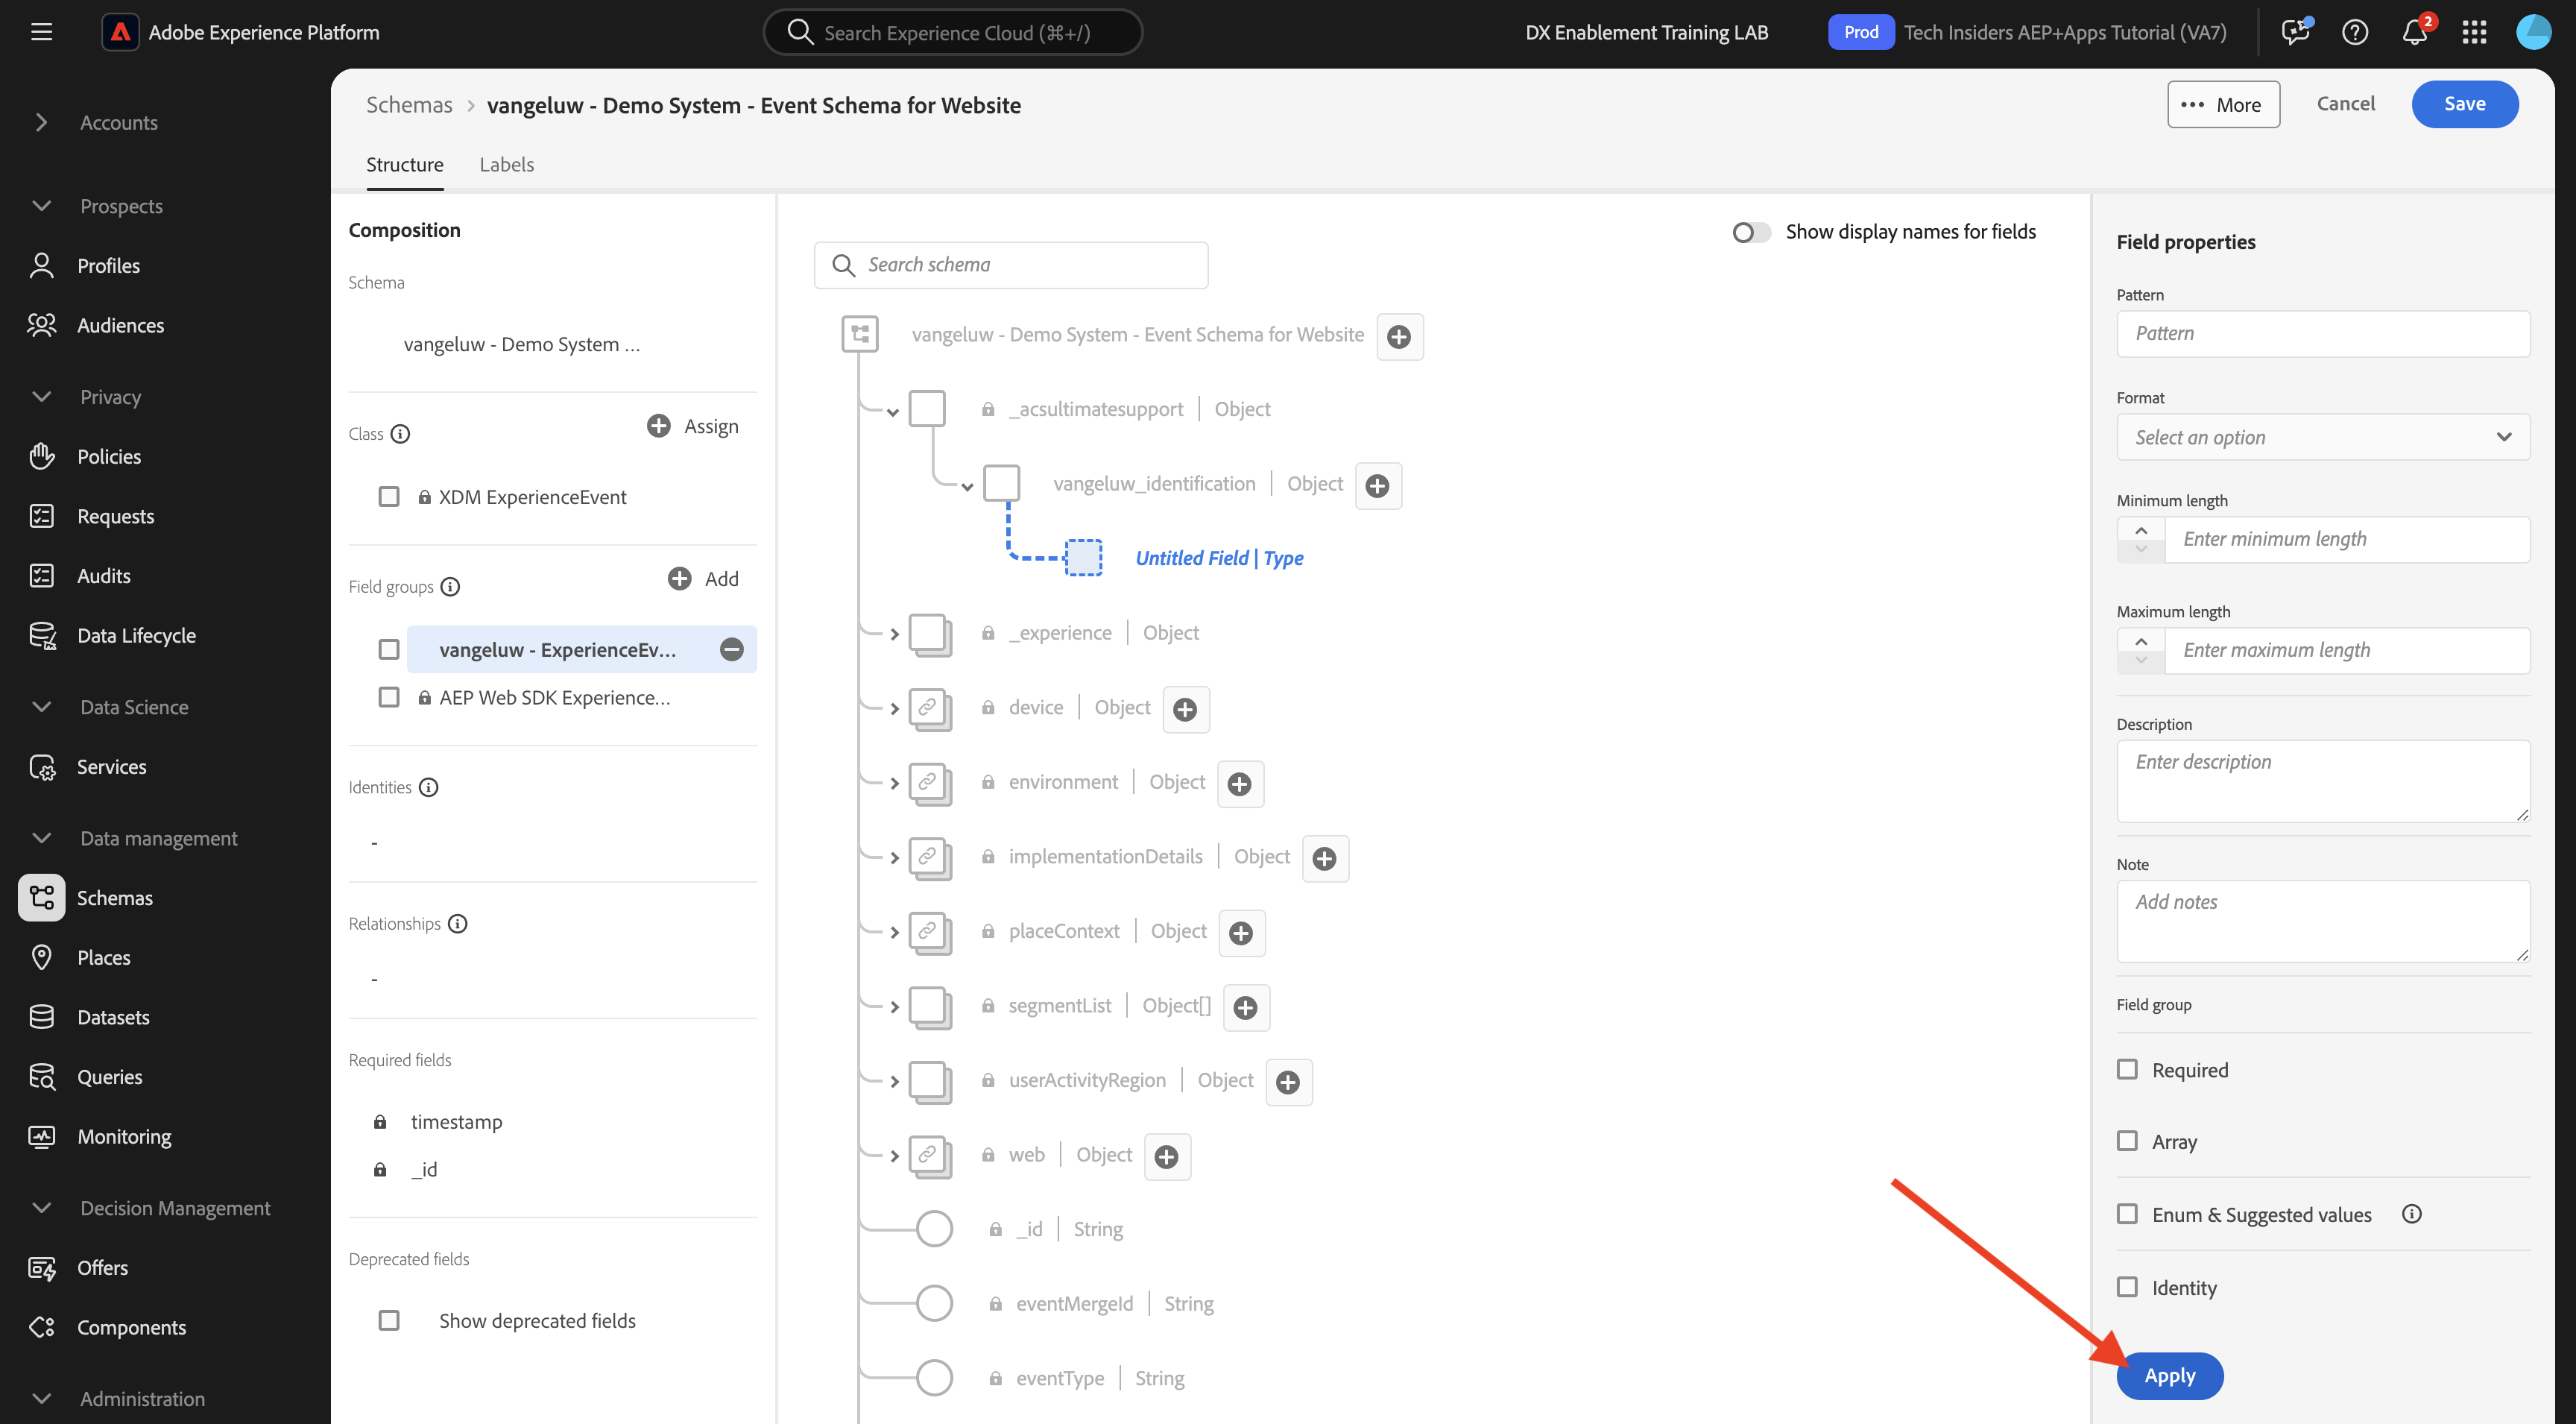 Adobe Experience Platform
Search Experience Cloud (⌘+/)
DX Enablement Training LAB
Prod
Tech Insiders AEP+Apps Tutorial (VA7)
2
Accounts
Prospects
Profiles
Audiences
Privacy
Policies
Requests
Audits
Data Lifecycle
Data Science
Services
Data management
Schemas
Places
Datasets
Queries
Monitoring
Decision Management
Offers
Components
Administration
Schemas > vangeluw - Demo System - Event Schema for Website
••• More
Cancel
Save
Structure
Labels
Composition
Schema
vangeluw - Demo System ...
Class
Assign
XDM ExperienceEvent
Field groups
Add
vangeluw - ExperienceEv...
AEP Web SDK Experience...
Identities
-
Relationships
-
Required fields
timestamp
_id
Deprecated fields
Show deprecated fields
Show display names for fields
Search schema
vangeluw - Demo System - Event Schema for Website
_acsultimatesupport | Object
vangeluw_identification | Object
Untitled Field | Type
_experience | Object
device | Object
environment | Object
implementationDetails | Object
placeContext | Object
segmentList | Object[]
userActivityRegion | Object
web | Object
_id | String
eventMergeId | String
eventType | String
Field properties
Pattern
Pattern
Format
Select an option
Minimum length
Enter minimum length
Maximum length
Enter maximum length
Description
Enter description
Note
Add notes
Field group
Required
Array
Enum & Suggested values
Identity
Apply